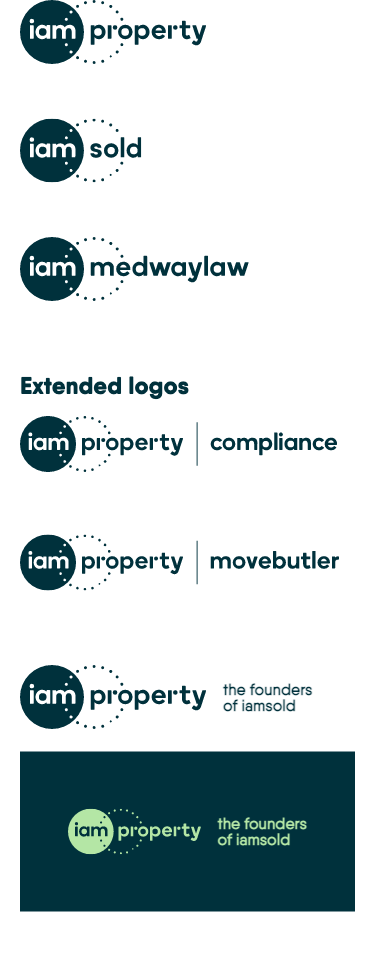 iam property
iam sold
iam medwaylaw
Extended logos
iam property | compliance
iam property | movebutler
iam property the founders
of iamsold
iam property the founders
of iamsold